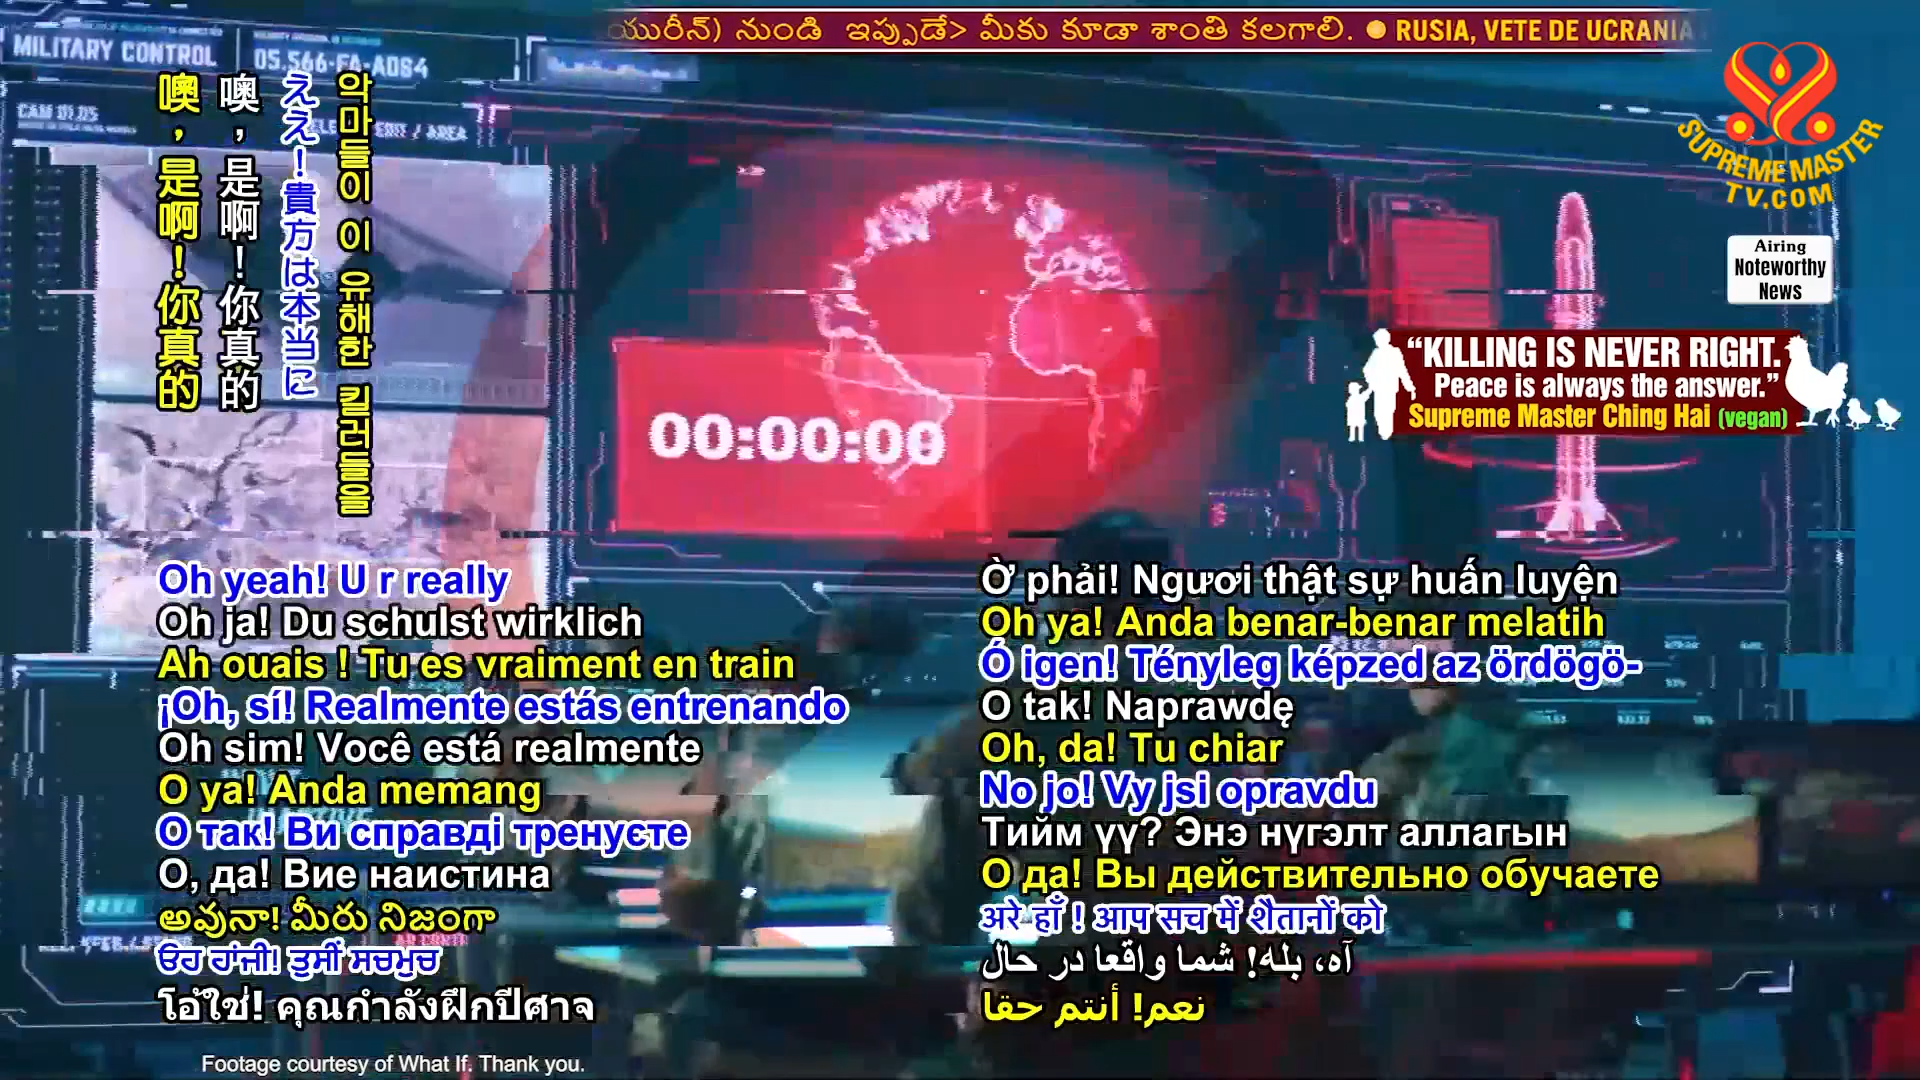 యురీన్) నుండి ఇప్పుడే> మీకు కూడా శాంతి కలగాలి. ● RUSIA, VETE DE UCRANIA
MILITARY CONTROL
05.566-FA-A0S4
CAM 01.05
SUPREME MASTER
TV.COM
Airing
Noteworthy
News
“KILLING IS NEVER RIGHT.
Peace is always the answer.”
Supreme Master Ching Hai (vegan)
00:00:00
악마들이 이 유해한 킬러들을
ええ!貴方は本当に
噢，是啊！你真的
噢，是啊！你真的
Oh yeah! U r really
Oh ja! Du schulst wirklich
Ah ouais ! Tu es vraiment en train
¡Oh, sí! Realmente estás entrenando
Oh sim! Você está realmente
O ya! Anda memang
О так! Ви справді тренуєте
О, да! Вие наистина
అవునా! మీరు నిజంగా
ਓਹ ਹਾਂਜੀ! ਤੁਸੀਂ ਸਚਮੁਚ
โอ้ใช่! คุณกำลังฝึกปีศาจ
Ờ phải! Ngươi thật sự huấn luyện
Oh ya! Anda benar-benar melatih
Ó igen! Tényleg képzed az ördögö-
O tak! Naprawdę
Oh, da! Tu chiar
No jo! Vy jsi opravdu
Тийм үү? Энэ нүгэлт аллагын
О да! Вы действительно обучаете
अरे हाँ ! आप सच में शैतानों को
آه، بله! شما واقعا در حال
نعم! أنتم حقا
Footage courtesy of What If. Thank you.